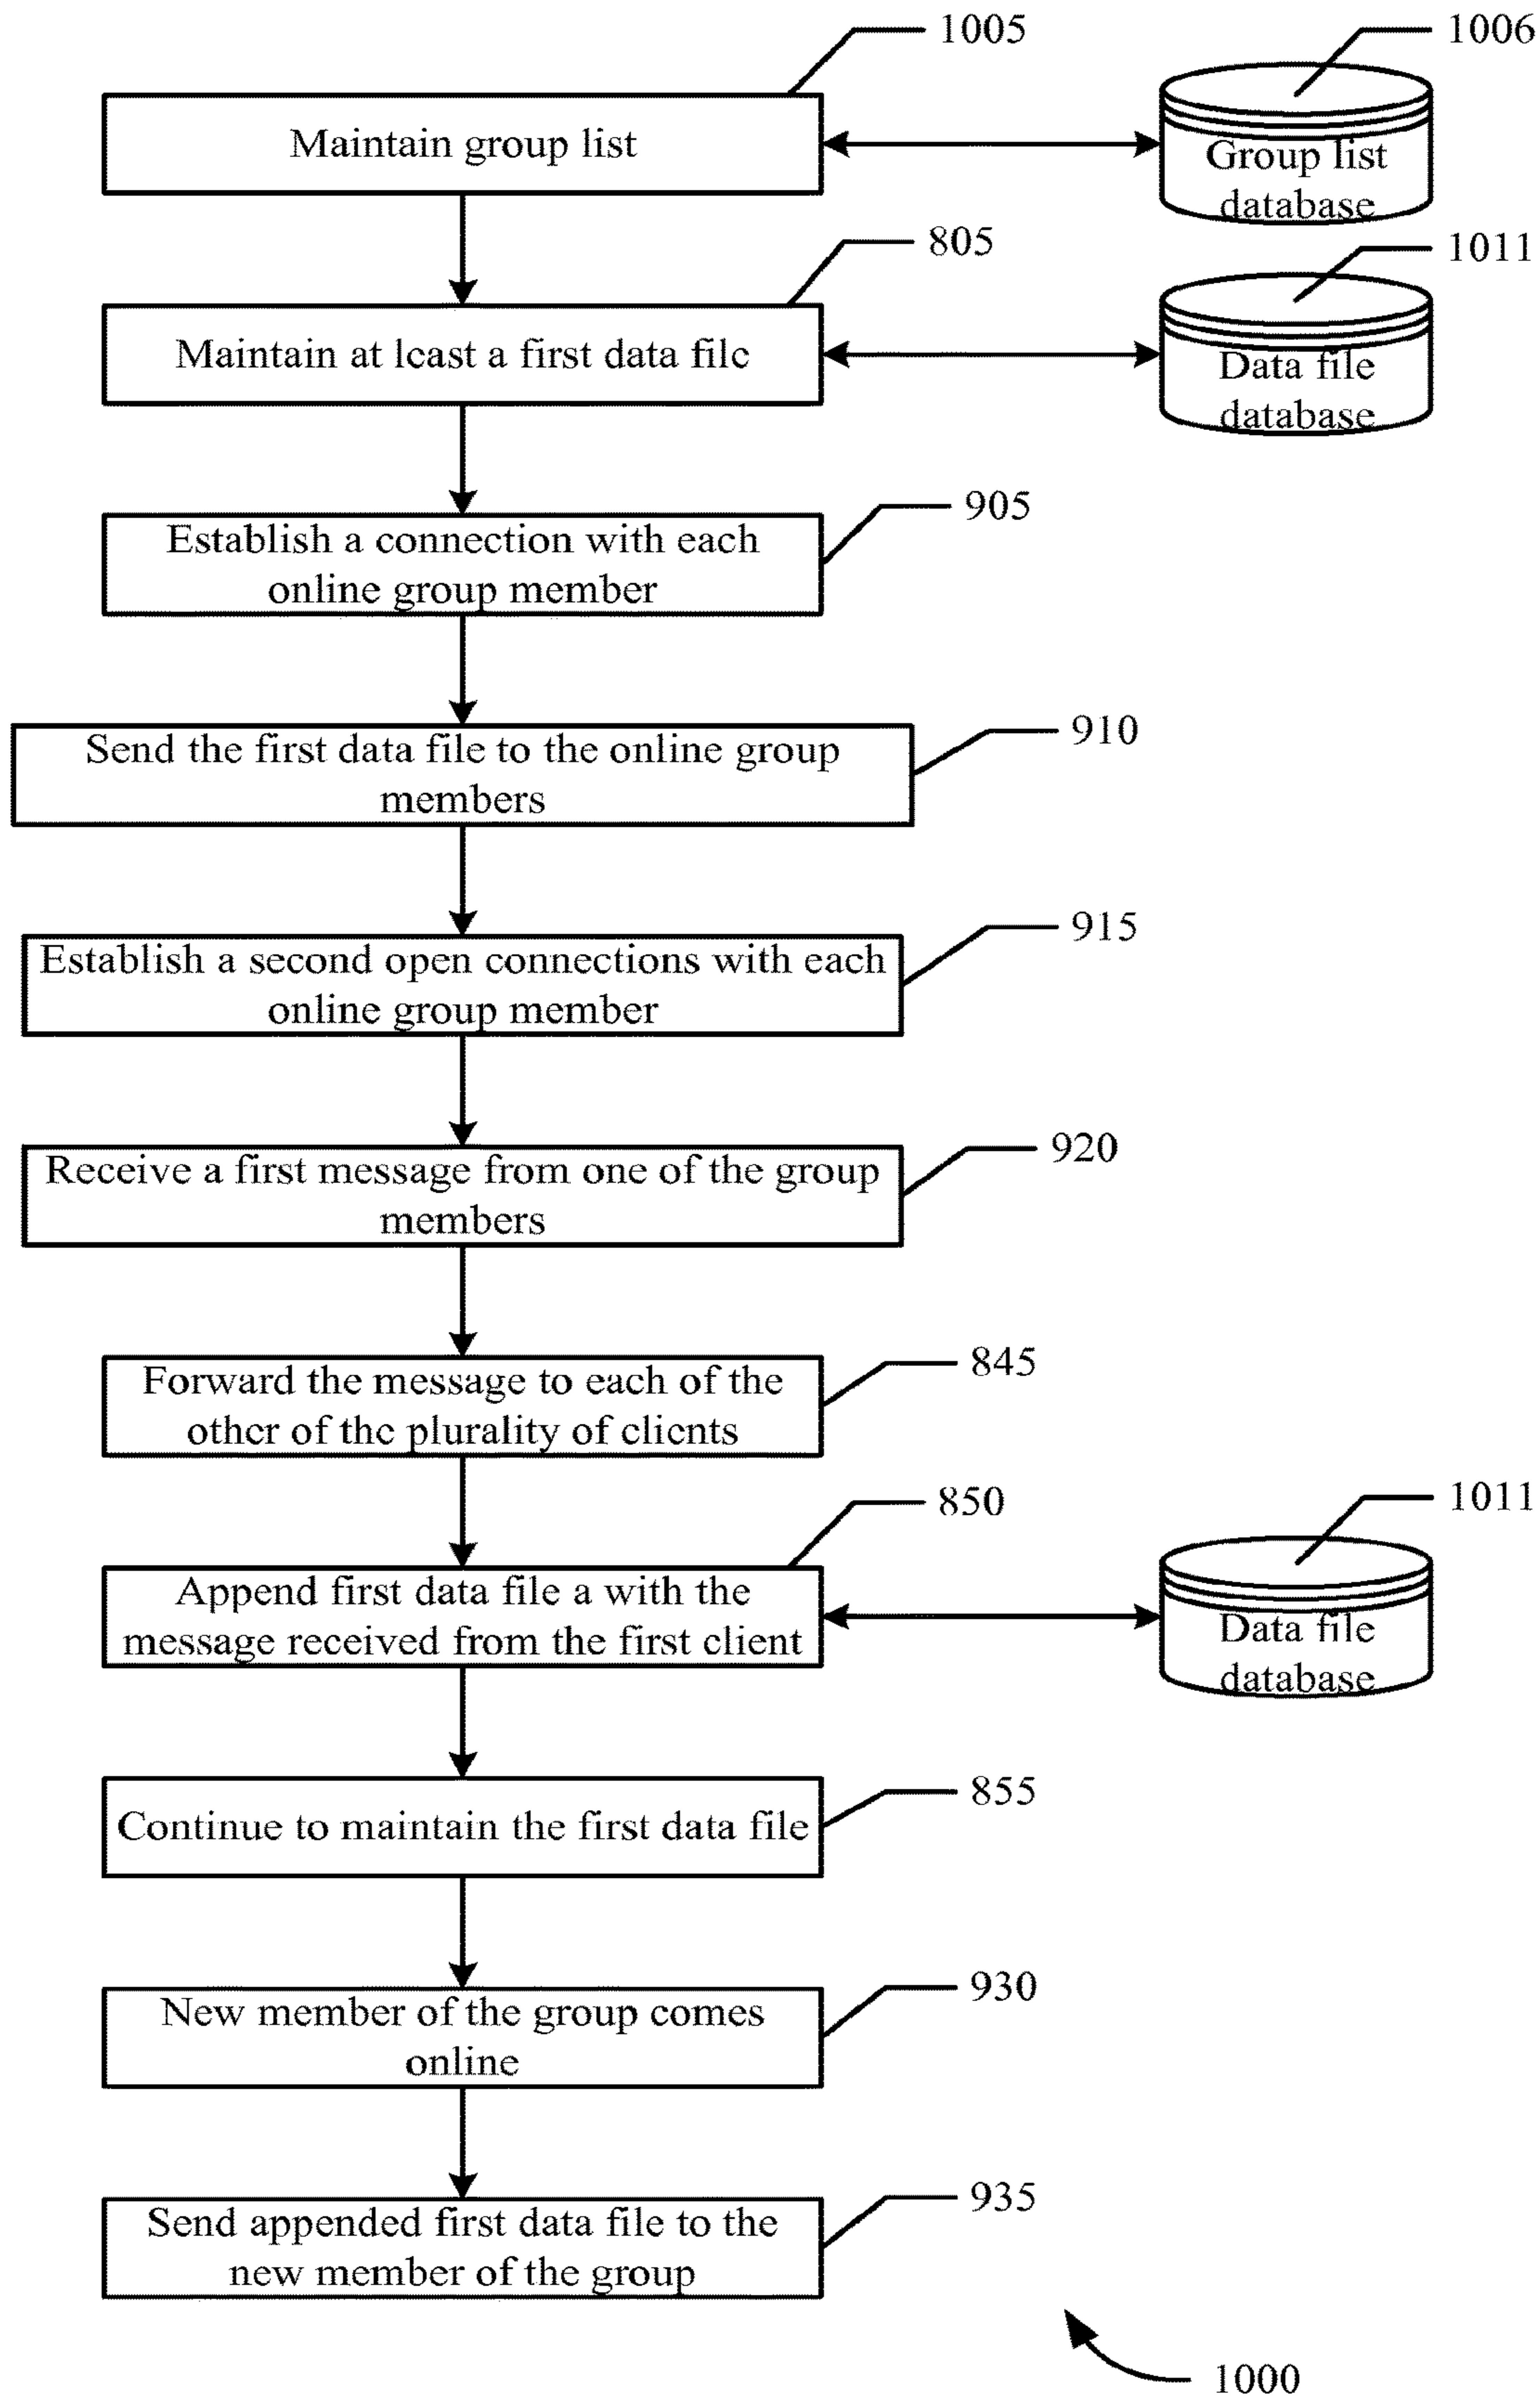 1005
1006
Maintain group list
Group list
database
805
1011
Maintain at least a first data file
Data file
database
905
Establish a connection with each
online group member
910
Send the first data file to the online group
members
915
Establish a second open connections with each
online group member
920
Receive a first message from one of the group
members
845
Forward the message to each of the
other of the plurality of clients
850
1011
Append first data file a with the
message received from the first client
Data file
database
855
Continue to maintain the first data file
930
New member of the group comes
online
935
Send appended first data file to the
new member of the group
1000